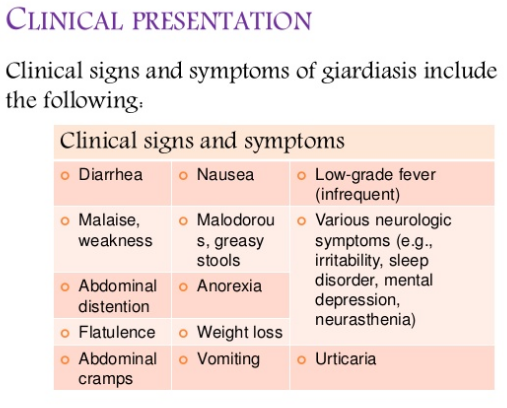 CLINICAL PRESENTATION
Clinical signs and symptoms of giardiasis include
the following:
Clinical signs and symptoms
Diarrhea
Nausea
Low-grade fever
(infrequent)
Malaise,
weakness
Malodorou
s, greasy
stools
Various neurologic
symptoms (e.g.,
irritability, sleep
disorder, mental
depression,
neurasthenia)
Abdominal
distention
Anorexia
Flatulence
Weight loss
Abdominal
cramps
Vomiting
Urticaria